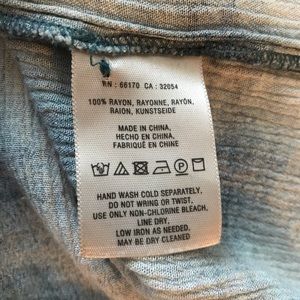 RN : 66170 CA : 32054
100% RAYON, RAYONNE, RAYÓN,
RAION, KUNSTSEIDE
MADE IN CHINA,
HECHO EN CHINA,
FABRIQUÉ EN CHINE
HAND WASH COLD SEPARATELY,
DO NOT WRING OR TWIST,
USE ONLY NON-CHLORINE BLEACH,
LINE DRY.
LOW IRON AS NEEDED,
MAY BE DRY CLEANED